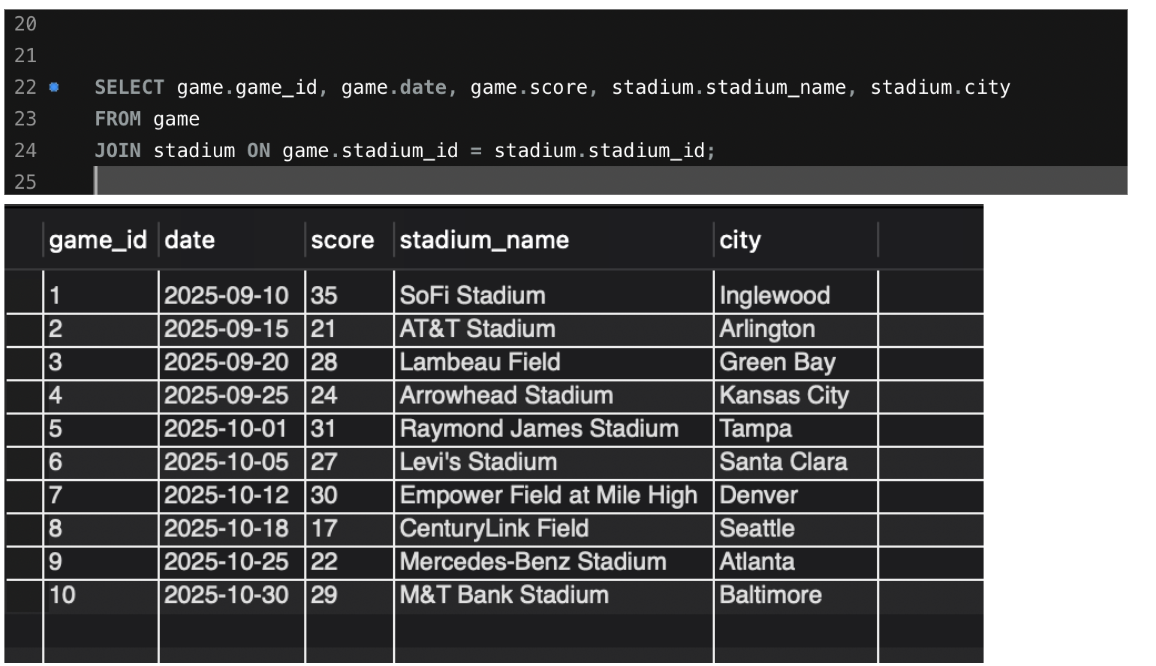 20
21
22 SELECT game.game_id, game.date, game.score, stadium.stadium_name, stadium.city
23 FROM game
24 JOIN stadium ON game.stadium_id = stadium.stadium_id;
25
game_id date score stadium_name city
1 2025-09-10 35 SoFi Stadium Inglewood
2 2025-09-15 21 AT&T Stadium Arlington
3 2025-09-20 28 Lambeau Field Green Bay
4 2025-09-25 24 Arrowhead Stadium Kansas City
5 2025-10-01 31 Raymond James Stadium Tampa
6 2025-10-05 27 Levi's Stadium Santa Clara
7 2025-10-12 30 Empower Field at Mile High Denver
8 2025-10-18 17 CenturyLink Field Seattle
9 2025-10-25 22 Mercedes-Benz Stadium Atlanta
10 2025-10-30 29 M&T Bank Stadium Baltimore